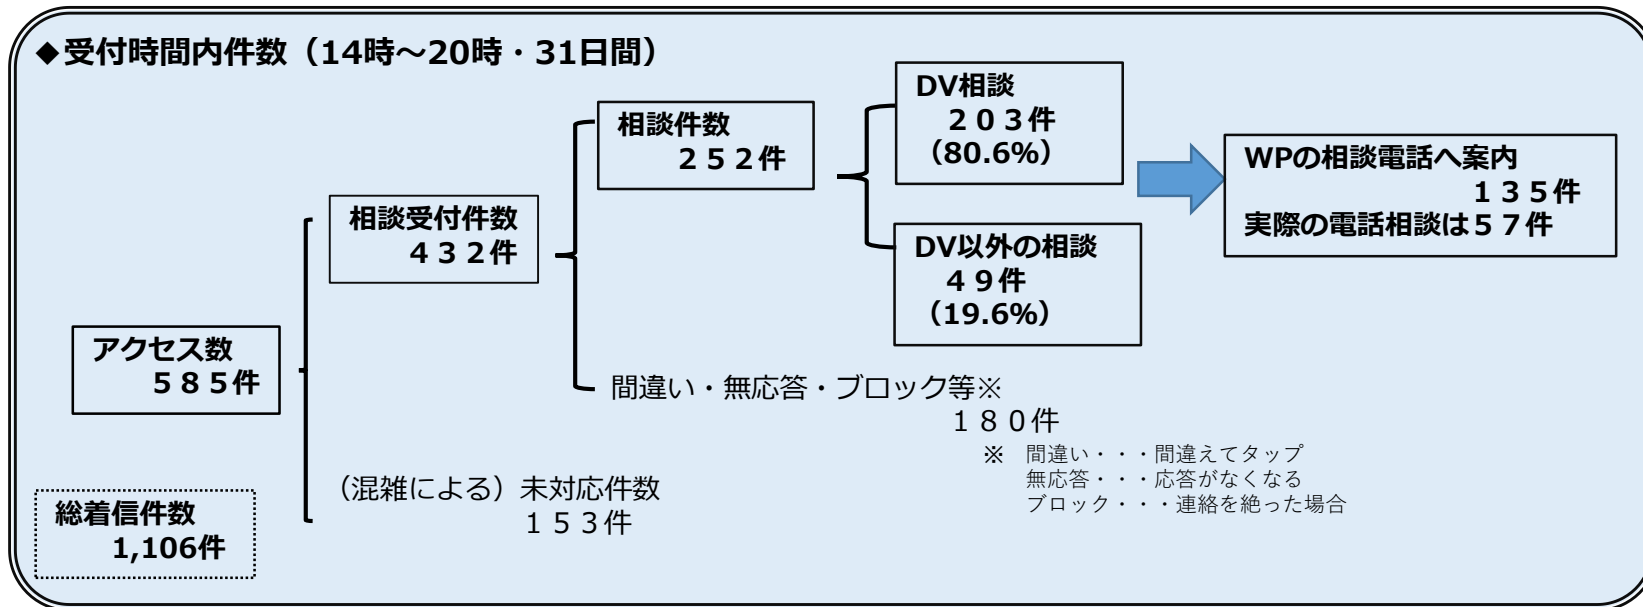 ◆受付時間内件数（14時～20時・31日間）
アクセス数
５８５件
総着信件数
1,106件
相談受付件数
４３２件
（混雑による）未対応件数
１５３件
相談件数
２５２件
間違い・無応答・ブロック等※
１８０件
※　間違い・・・間違えてタップ
無応答・・・応答がなくなる
ブロック・・・連絡を絶った場合
DV相談
２０３件
（80.6%）
DV以外の相談
４９件
（19.6%）
WPの相談電話へ案内
１３５件
実際の電話相談は５７件